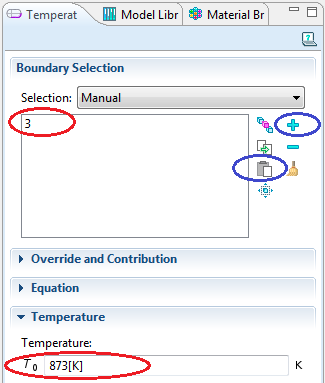 Temperat Model Libr Material Br
Boundary Selection
Selection: Manual
3
Override and Contribution
Equation
Temperature
Temperature:
T0 873[K] K